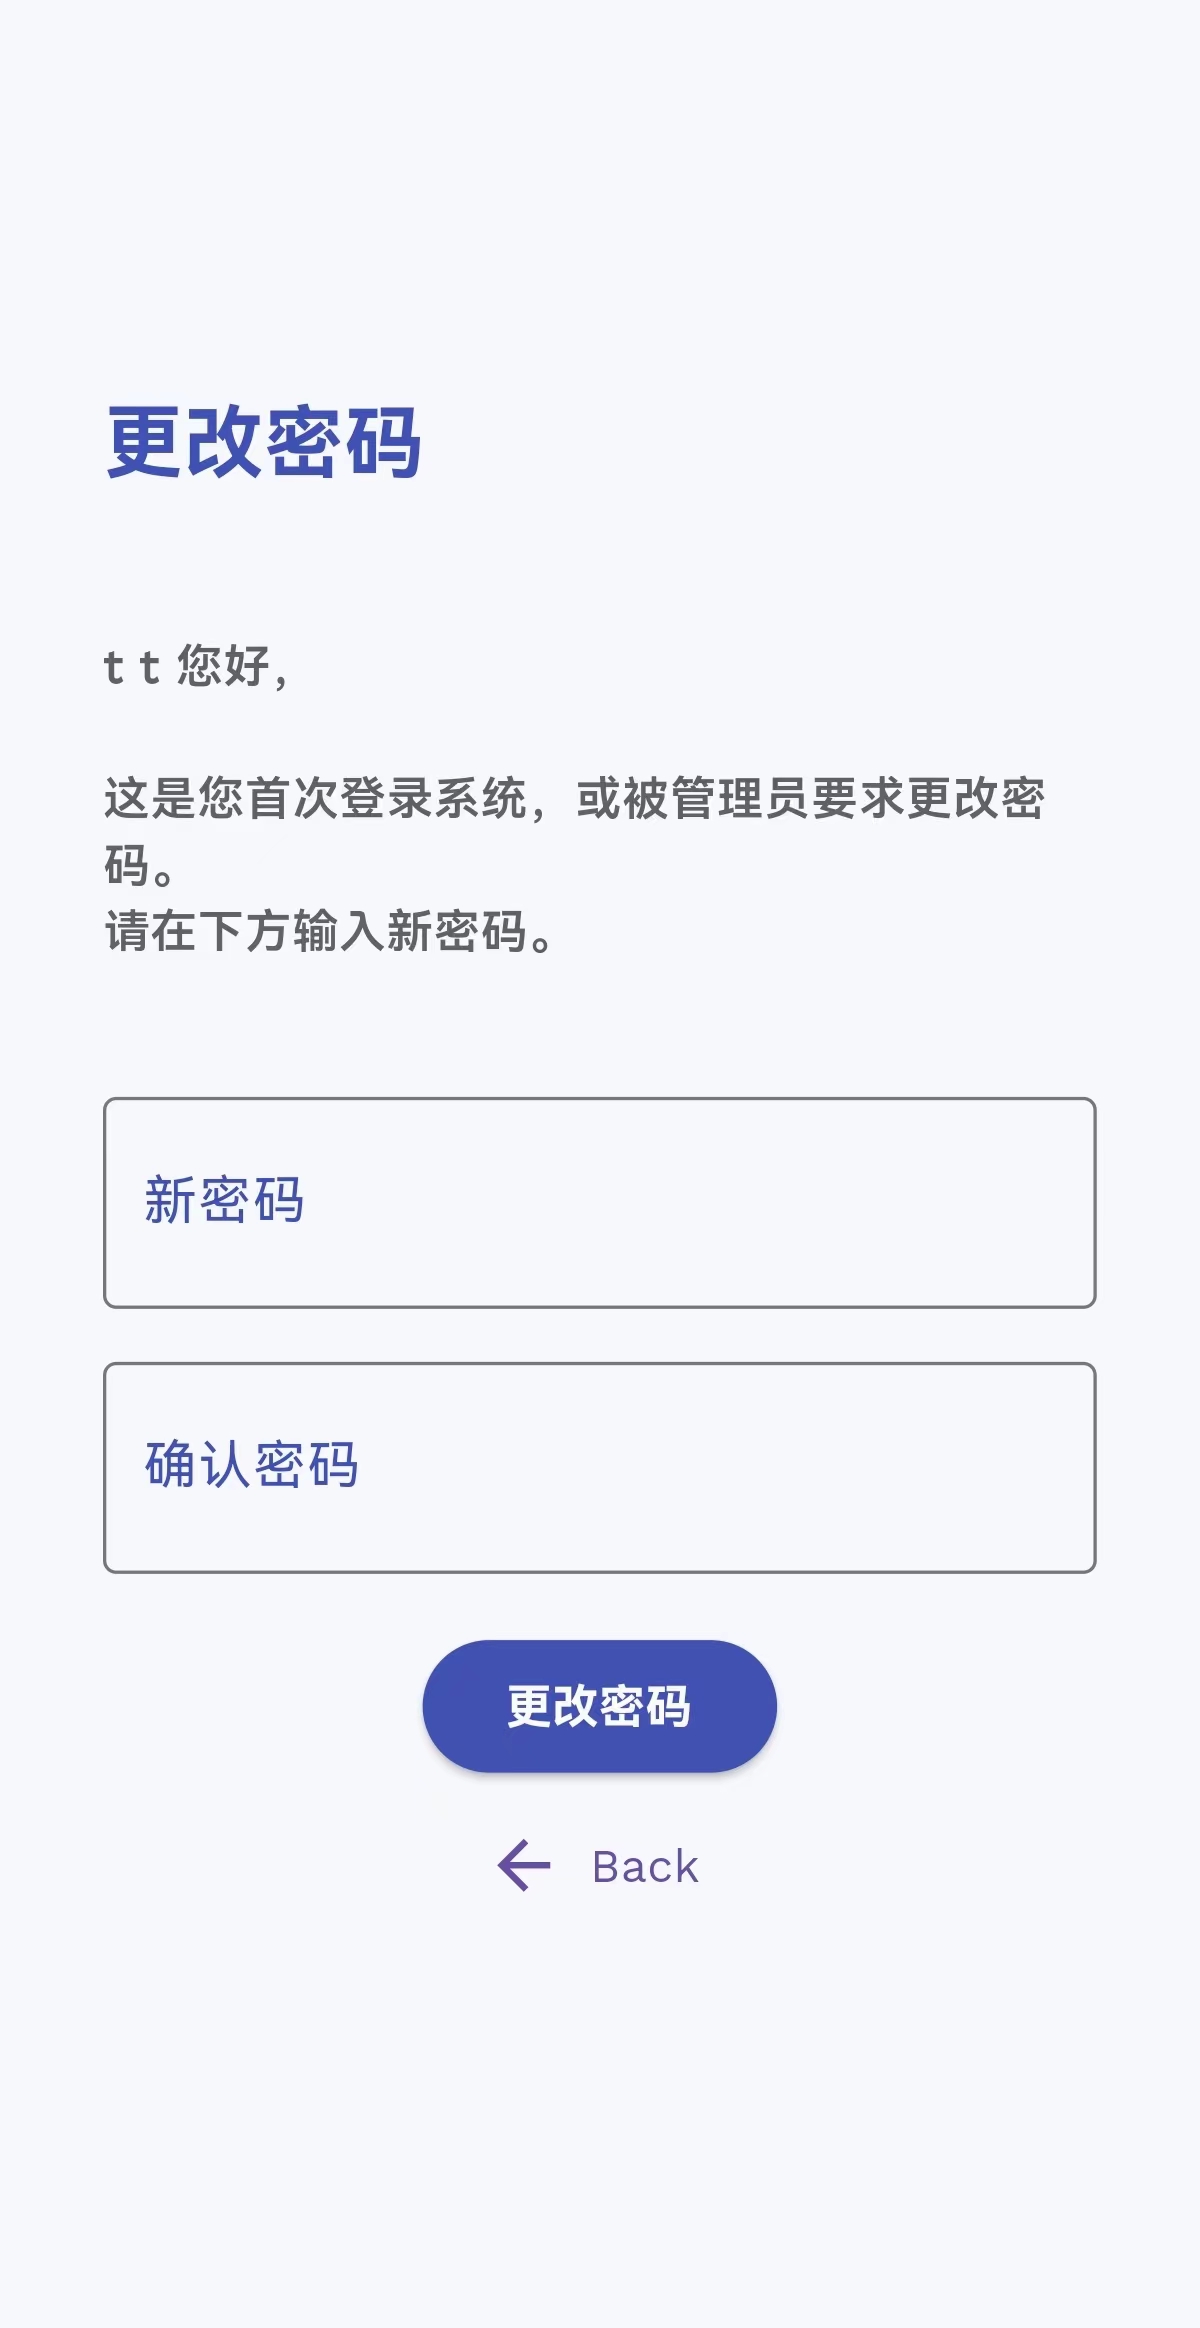 更改密码
t t 您好，
这是您首次登录系统，或被管理员要求更改密
码。
请在下方输入新密码。
新密码
确认密码
更改密码
Back